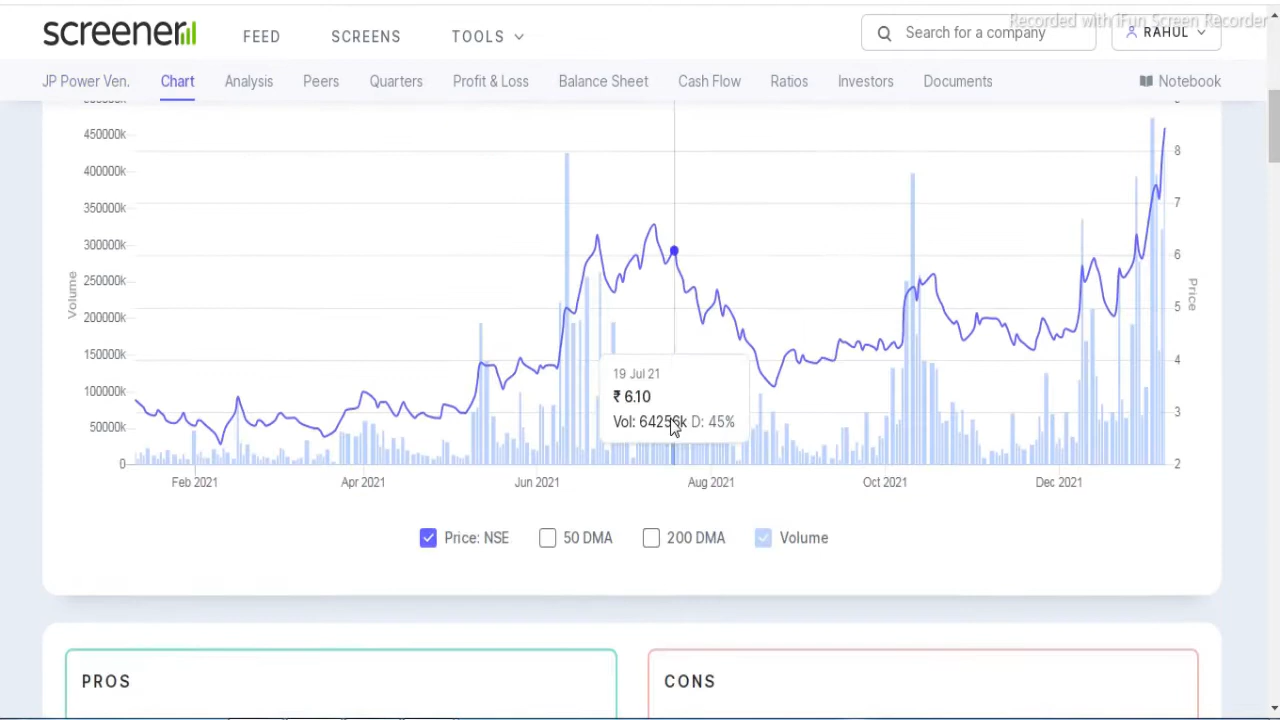 screener
FEED SCREENS TOOLS
Search for a company
RAHUL
Recorded with iFun Screen Recorder
JP Power Ven. Chart Analysis Peers Quarters Profit & Loss Balance Sheet Cash Flow Ratios Investors Documents Notebook
450000k
400000k
350000k
300000k
250000k
200000k
150000k
100000k
50000k
0
Volume
8
7
6
5
4
3
2
Price
19 Jul 21
₹ 6.10
Vol: 64256k D: 45%
Feb 2021 Apr 2021 Jun 2021 Aug 2021 Oct 2021 Dec 2021
Price: NSE 50 DMA 200 DMA Volume
PROS
CONS